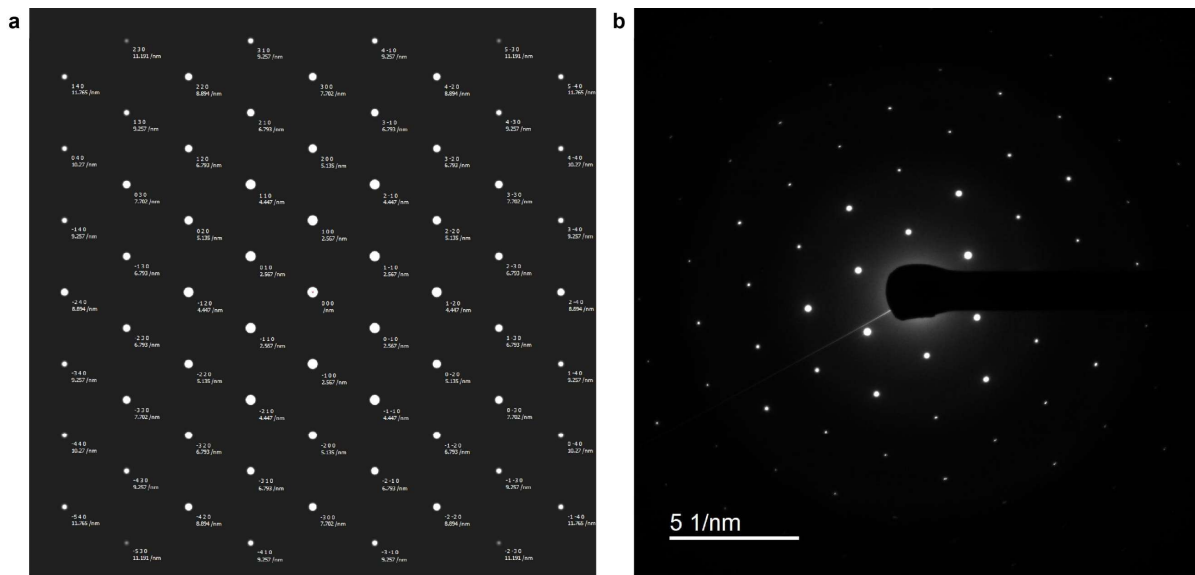 a
b
2 3 0 3 1 0 4 -1 0 5 -3 0
11.191 /nm 9.257 /nm 9.257 /nm 11.191 /nm
1 4 0 2 2 0 3 0 0 4 -2 0 5 -4 0
11.765 /nm 8.894 /nm 7.702 /nm 8.894 /nm 11.765 /nm
1 3 0 2 1 0 3 -1 0 4 -3 0
9.257 /nm 6.793 /nm 6.793 /nm 9.257 /nm
0 4 0 1 2 0 2 0 0 3 -2 0 4 -4 0
10.27 /nm 6.793 /nm 5.135 /nm 6.793 /nm 10.27 /nm
0 3 0 1 1 0 2 -1 0 3 -3 0
7.702 /nm 4.447 /nm 4.447 /nm 7.702 /nm
-1 4 0 0 2 0 1 0 0 2 -2 0 3 -4 0
9.257 /nm 5.135 /nm 2.567 /nm 5.135 /nm 9.257 /nm
-1 3 0 0 1 0 1 -1 0 2 -3 0
6.793 /nm 2.567 /nm 2.567 /nm 6.793 /nm
-2 4 0 -1 2 0 0 0 0 1 -2 0 2 -4 0
8.894 /nm 4.447 /nm /nm 4.447 /nm 8.894 /nm
-2 3 0 -1 1 0 0 -1 0 1 -3 0
6.793 /nm 2.567 /nm 2.567 /nm 6.793 /nm
-3 4 0 -2 2 0 -1 0 0 0 -2 0 1 -4 0
9.257 /nm 5.135 /nm 2.567 /nm 5.135 /nm 9.257 /nm
-3 3 0 -2 1 0 -1 -1 0 0 -3 0
7.702 /nm 4.447 /nm 4.447 /nm 7.702 /nm
-4 4 0 -3 2 0 -2 0 0 -1 -2 0 0 -4 0
10.27 /nm 6.793 /nm 5.135 /nm 6.793 /nm 10.27 /nm
-4 3 0 -3 1 0 -2 -1 0 -1 -3 0
9.257 /nm 6.793 /nm 6.793 /nm 9.257 /nm
-5 4 0 -4 2 0 -3 0 0 -2 -2 0 -1 -4 0
11.765 /nm 8.894 /nm 7.702 /nm 8.894 /nm 11.765 /nm
-5 3 0 -4 1 0 -3 -1 0 -2 -3 0
11.191 /nm 9.257 /nm 9.257 /nm 11.191 /nm
5 1/nm